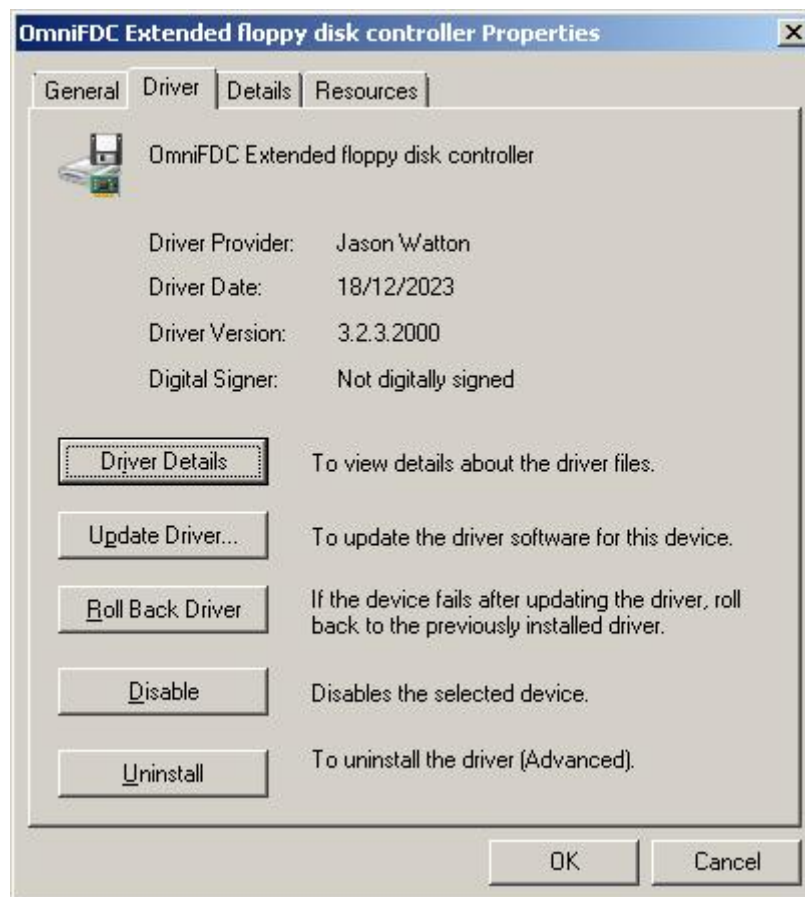 OmniFDC Extended floppy disk controller Properties
General Driver Details Resources
OmniFDC Extended floppy disk controller
Driver Provider: Jason Watton
Driver Date: 18/12/2023
Driver Version: 3.2.3.2000
Digital Signer: Not digitally signed
Driver Details To view details about the driver files.
Update Driver... To update the driver software for this device.
Roll Back Driver If the device fails after updating the driver, roll
back to the previously installed driver.
Disable Disables the selected device.
Uninstall To uninstall the driver (Advanced).
OK Cancel